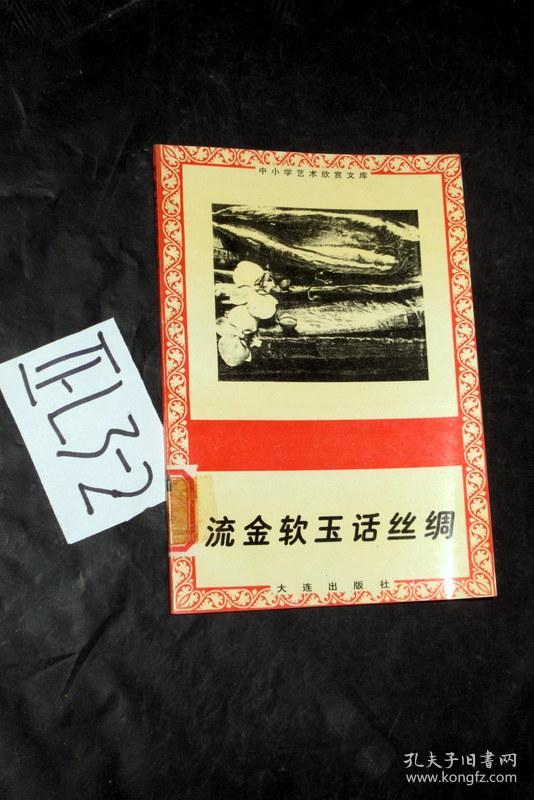 中小学艺术欣赏文库
流金软玉话丝绸
大连出版社
II-L3-2
孔夫子旧书网
www.kongfz.com